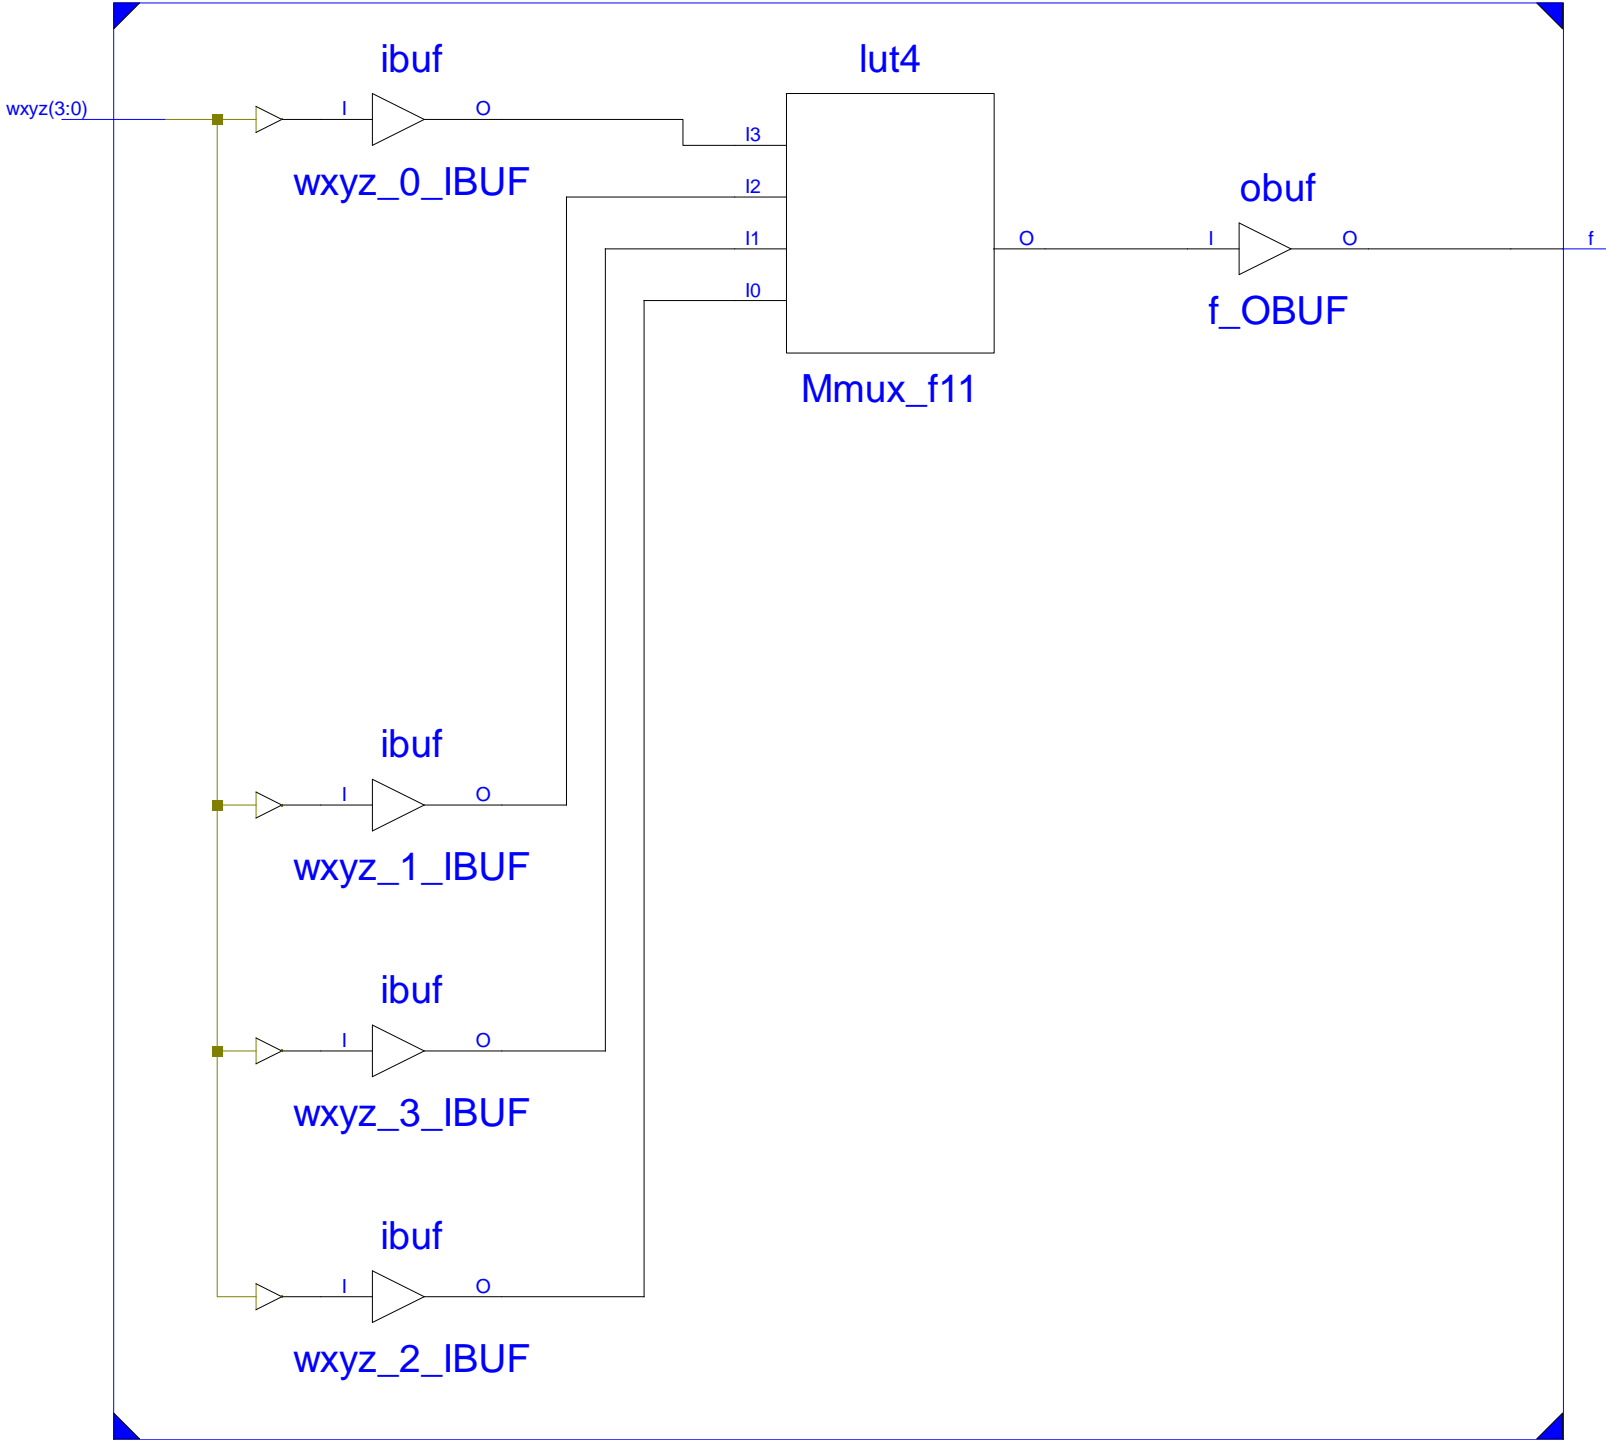 ibuf
lut4
wxyz(3:0)
I
O
I3
wxyz_0_IBUF
I2
obuf
I1
O
I
O
f
I0
f_OBUF
Mmux_f11
ibuf
I
O
wxyz_1_IBUF
ibuf
I
O
wxyz_3_IBUF
ibuf
I
O
wxyz_2_IBUF